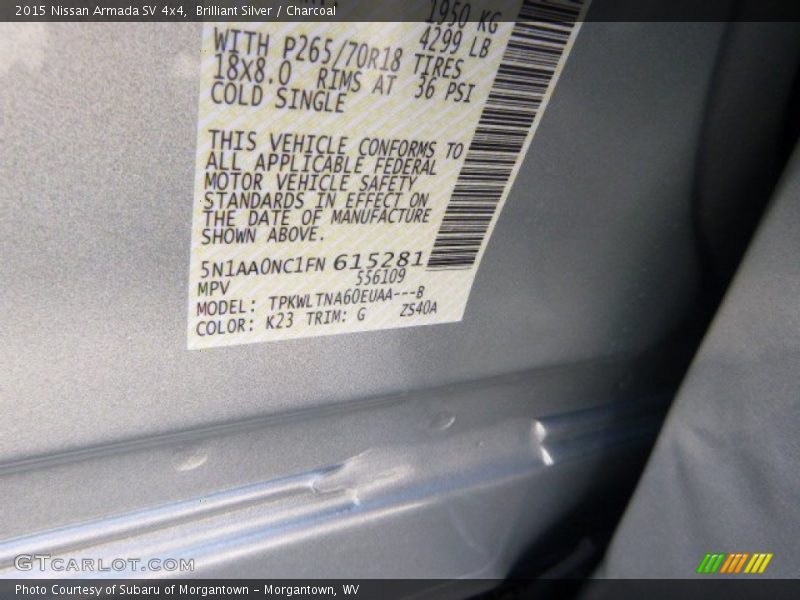 2015 Nissan Armada SV 4x4, Brilliant Silver / Charcoal
1950 KG
4299 LB
WITH P265/70R18 TIRES
18X8.0 RIMS AT 36 PSI
COLD SINGLE
THIS VEHICLE CONFORMS TO
ALL APPLICABLE FEDERAL
MOTOR VEHICLE SAFETY
STANDARDS IN EFFECT ON
THE DATE OF MANUFACTURE
SHOWN ABOVE.
5N1AA0NC1FN 615281
MPV 556109
MODEL: TPKWLTNA60EUAA---B
COLOR: K23 TRIM: G ZS40A
GTCARLOT.COM
Photo Courtesy of Subaru of Morgantown - Morgantown, WV